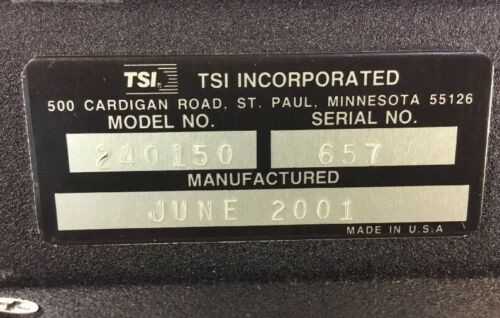 TSI TSI INCORPORATED
500 CARDIGAN ROAD, ST. PAUL, MINNESOTA 55126
MODEL NO. SERIAL NO.
840150 657
MANUFACTURED
JUNE 2001
MADE IN U.S.A